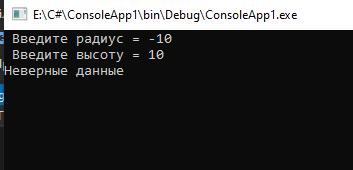 E:\C#\ConsoleApp1\bin\Debug\ConsoleApp1.exe
Введите радиус = -10
Введите высоту = 10
Неверные данные